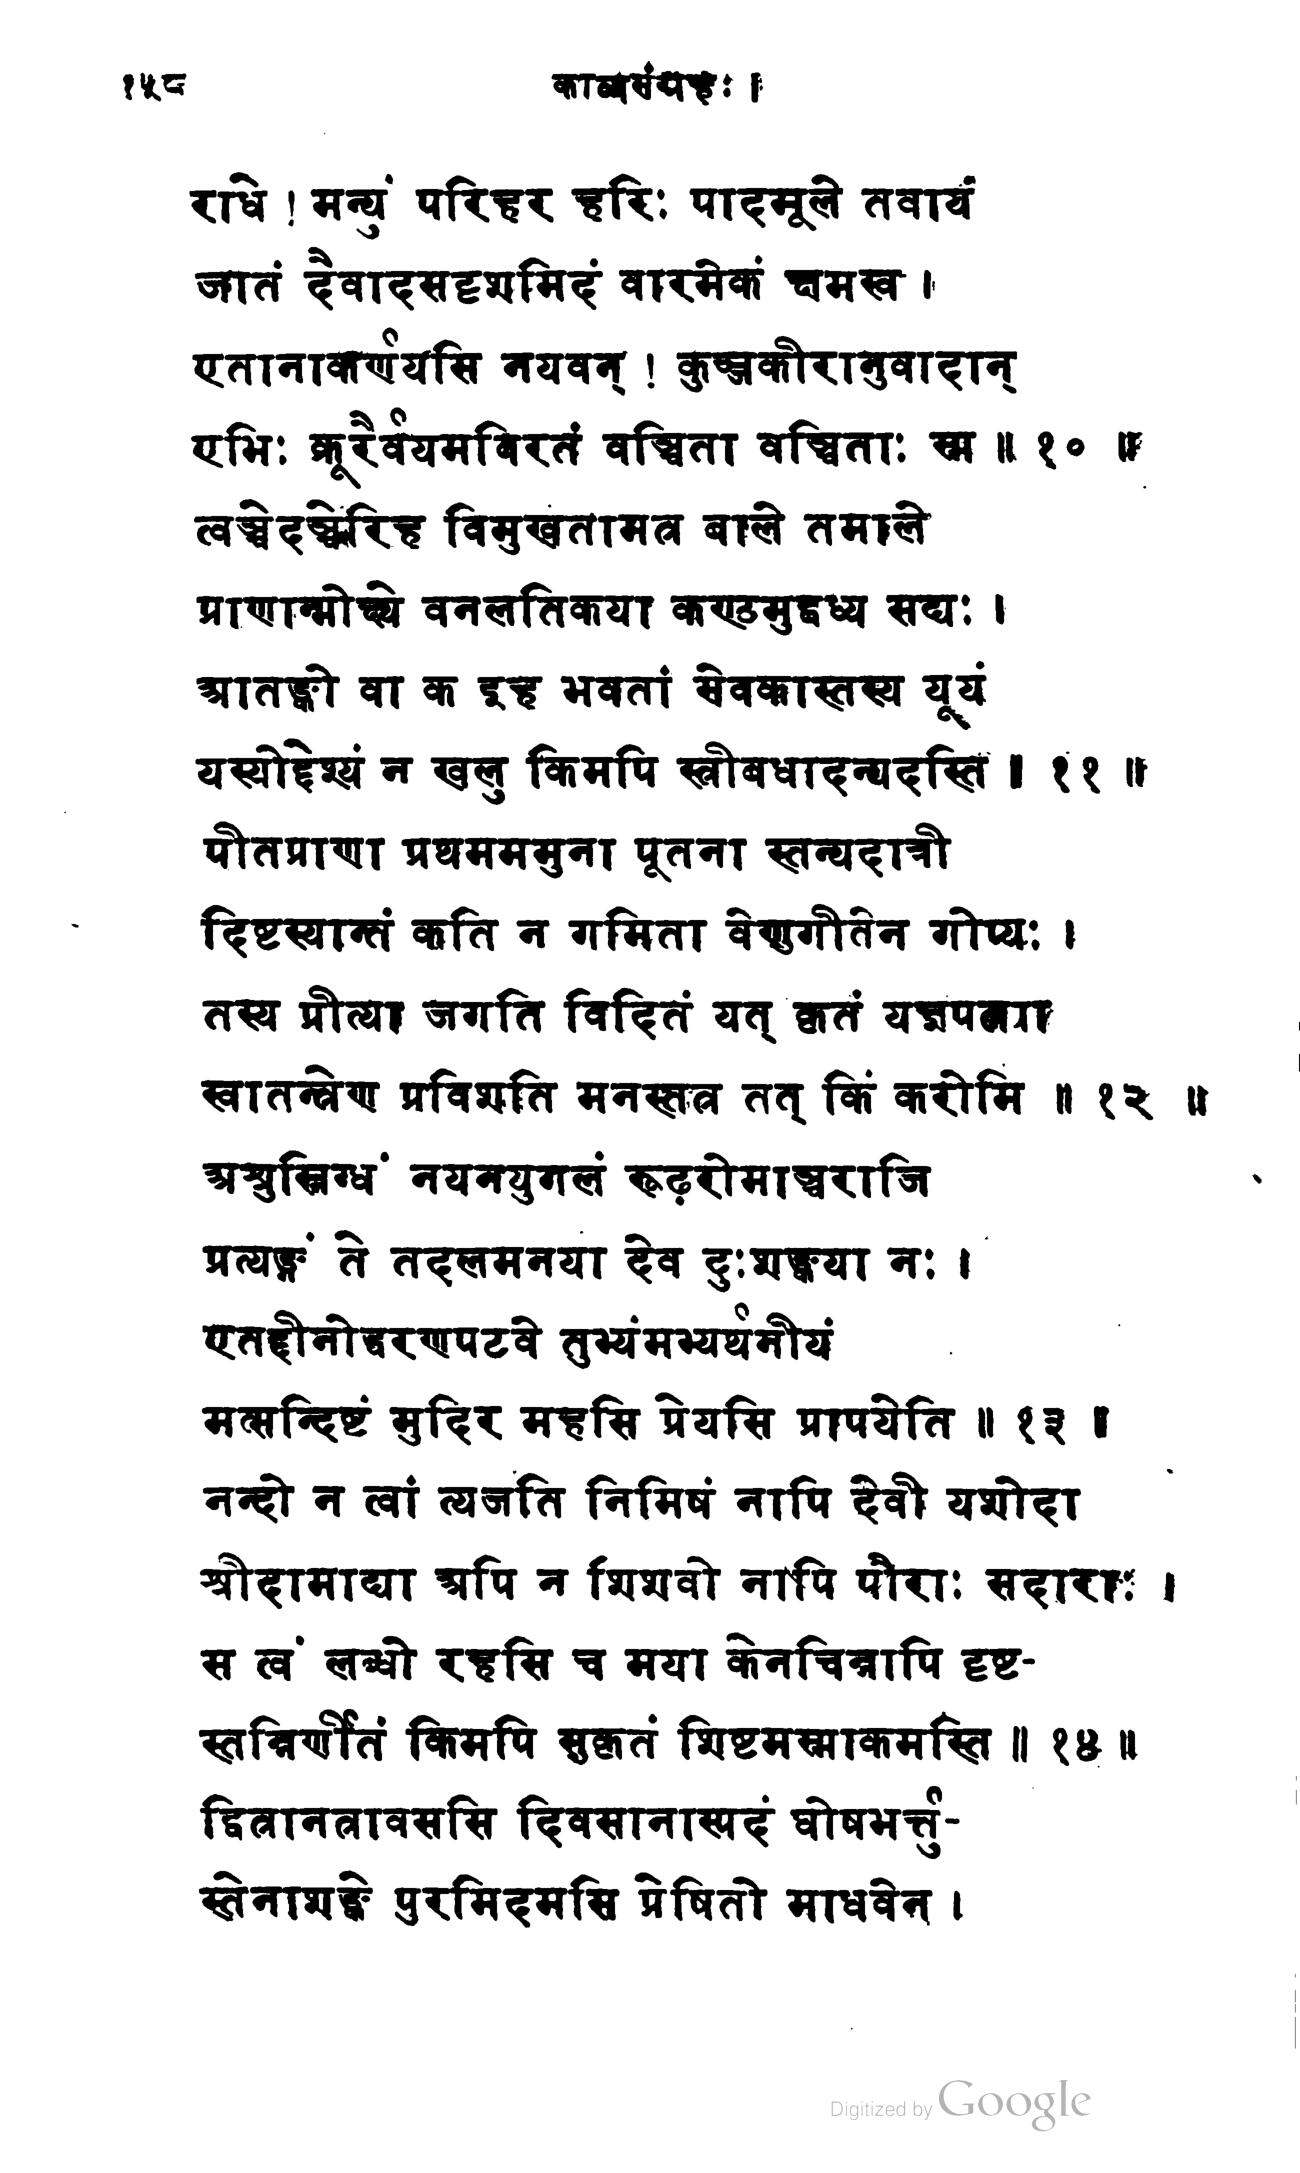 १५८ काव्यसंग्रहः ।
राधे ! मन्युं परिहर हरिः पादमूले तवायं
जातं दैवादसदृशमिदं वारमेकं क्षमस्व ।
एतानाकर्णयसि नयवन् ! कुञ्जकीरानुवादान्
एभिः क्रूरैर्वयमविरतं वञ्चिता वञ्चिताः स्म ॥ १० ॥
त्वञ्चेदञ्चेरिह विमुखतामत्र बाले तमाले
प्राणान्मोक्ष्ये वनलतिकया कण्ठमुद्वध्य सद्यः ।
आतङ्को वा क इह भवतां सेवकास्तस्य यूयं
यस्योद्देश्यं न खलु किमपि स्त्रीबधादन्यदस्ति ॥ ११ ॥
पीतप्राणा प्रथमममुना पूतना स्तन्यदात्री
दिष्टस्यान्तं कति न गमिता वेणुगीतेन गोप्यः ।
तस्य प्रीत्या जगति विदितं यत् कृतं यज्ञपत्न्या
स्वातन्त्रेण प्रविशति मनस्तत्र तत् किं करोमि ॥ १२ ॥
अश्रुस्निग्धं नयनयुगलं रूढ़रोमाञ्चराजि
प्रत्यङ्गं ते तदलमनया देव दुःशङ्कया नः ।
एतद्दीनोद्धरणपटवे तुभ्यंमभ्यर्थनीयं
मत्सन्दिष्टं मुदिर महसि प्रेयसि प्रापयेति ॥ १३ ॥
नन्दो न त्वां त्यजति निमिषं नापि देवी यशोदा
श्रीदामाद्या अपि न शिशवो नापि पौराः सदाराः ।
स त्वं लब्धो रहसि च मया केनचिन्नापि दृष्ट-
स्तन्निर्णीतं किमपि सुकृतं शिष्टमस्माकमस्ति ॥ १४ ॥
द्वित्रानत्रावससि दिवसानास्पदं घोषभर्त्तु-
स्तेनाशङ्के पुरमिदमसि प्रेषितो माधवेन ।
Digitized by Google